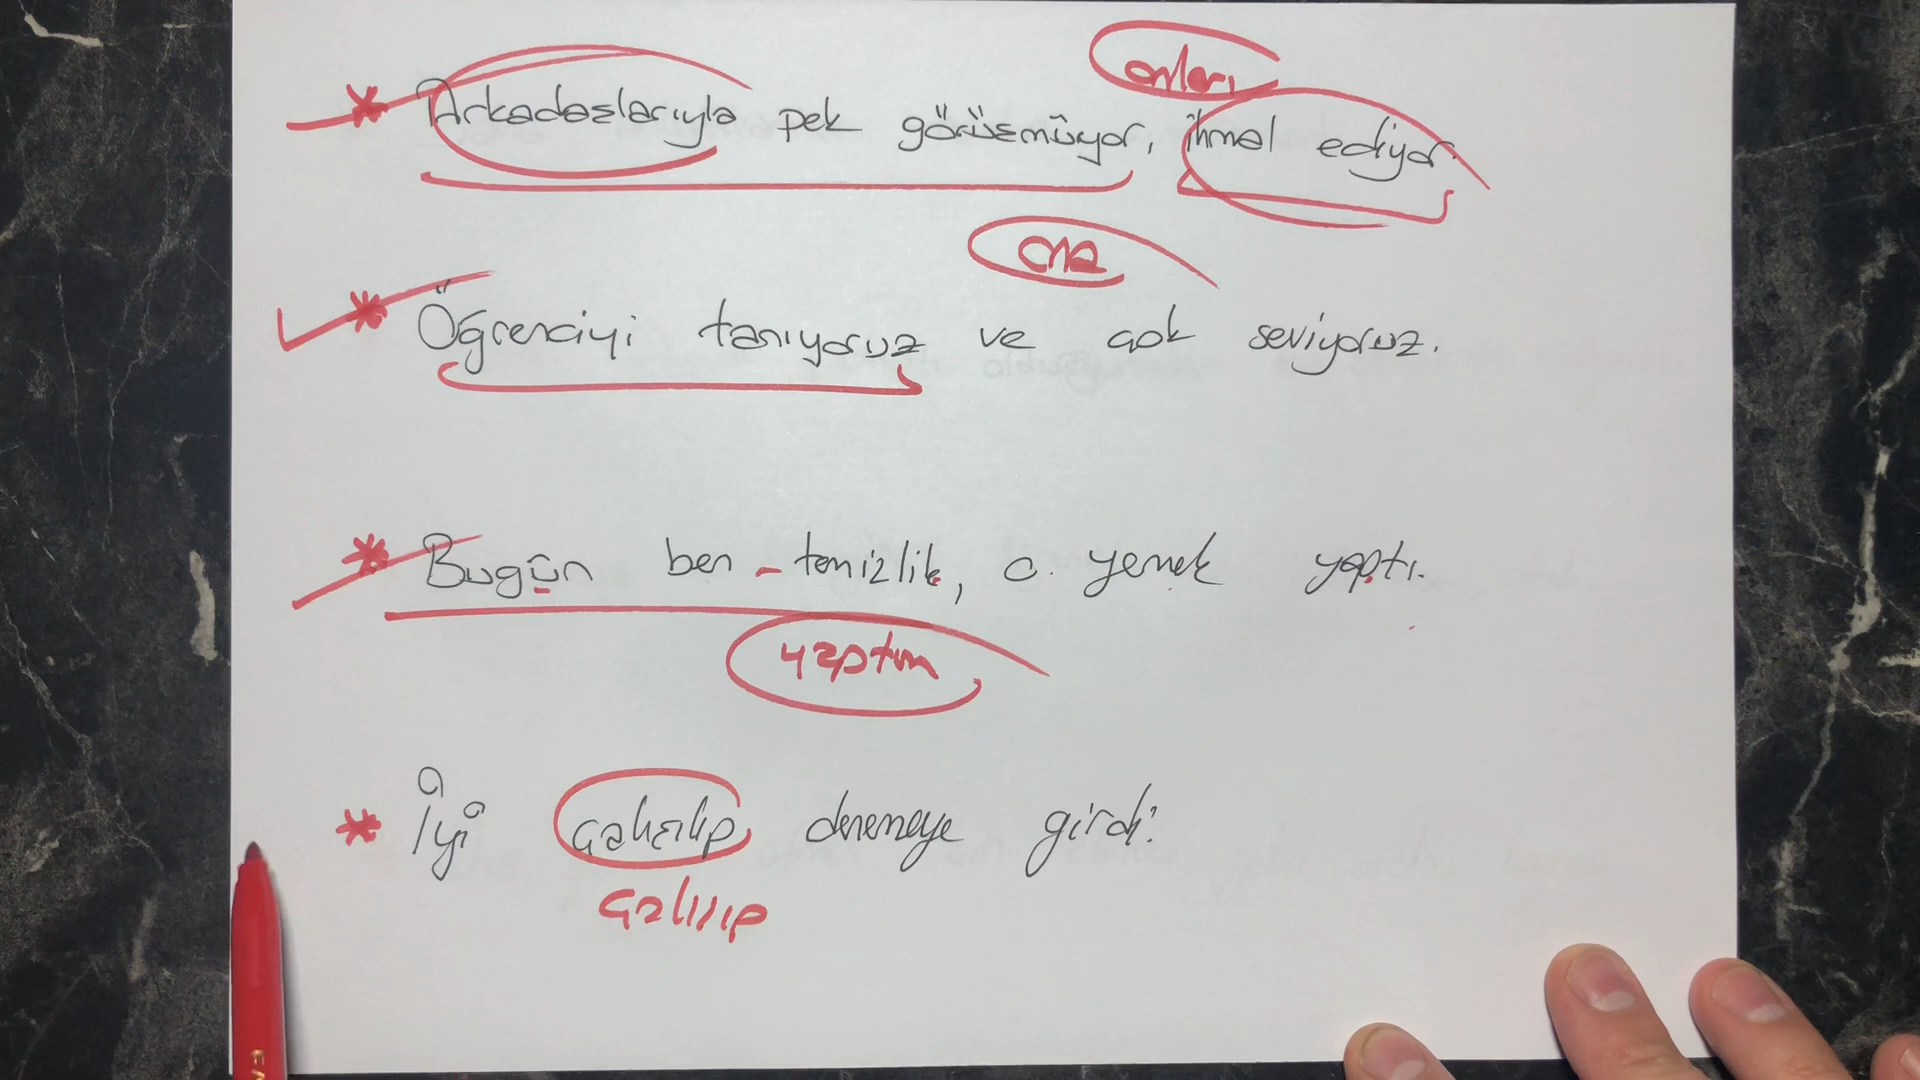 onları
Arkadaşlarıyla pek görüşmüyor, ihmal ediyor.
ona
Öğrenciyi tanıyoruz ve çok seviyoruz.
Bugün ben temizlik, o yemek yaptı.
yaptım
İyi çalışılıp denemeye girdi.
çalışıp